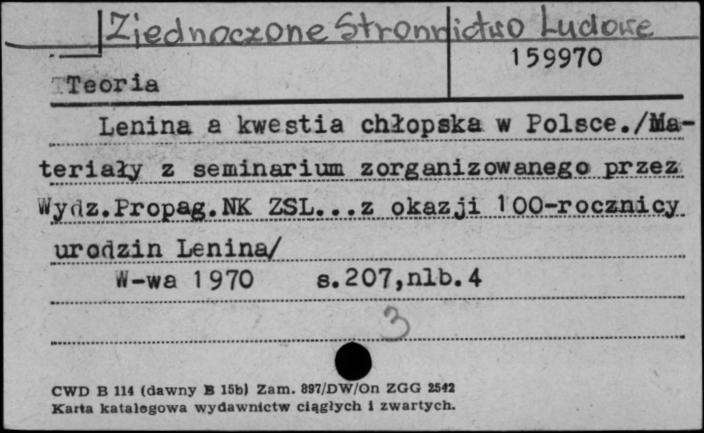 Zjednoczone Stronnictwo Ludowe
159970
Teoria
Lenina a kwestia chłopska w Polsce./Ma-
teriały z seminarium zorganizowanego przez
Wydz.Propag.NK ZSL...z okazji 100-rocznicy
urodzin Lenina/
W-wa 1970 s.207,nlb.4
3
CWD B 114 (dawny B 15b) Zam. 897/DW/On ZGG 2542
Karta katalogowa wydawnictw ciągłych i zwartych.